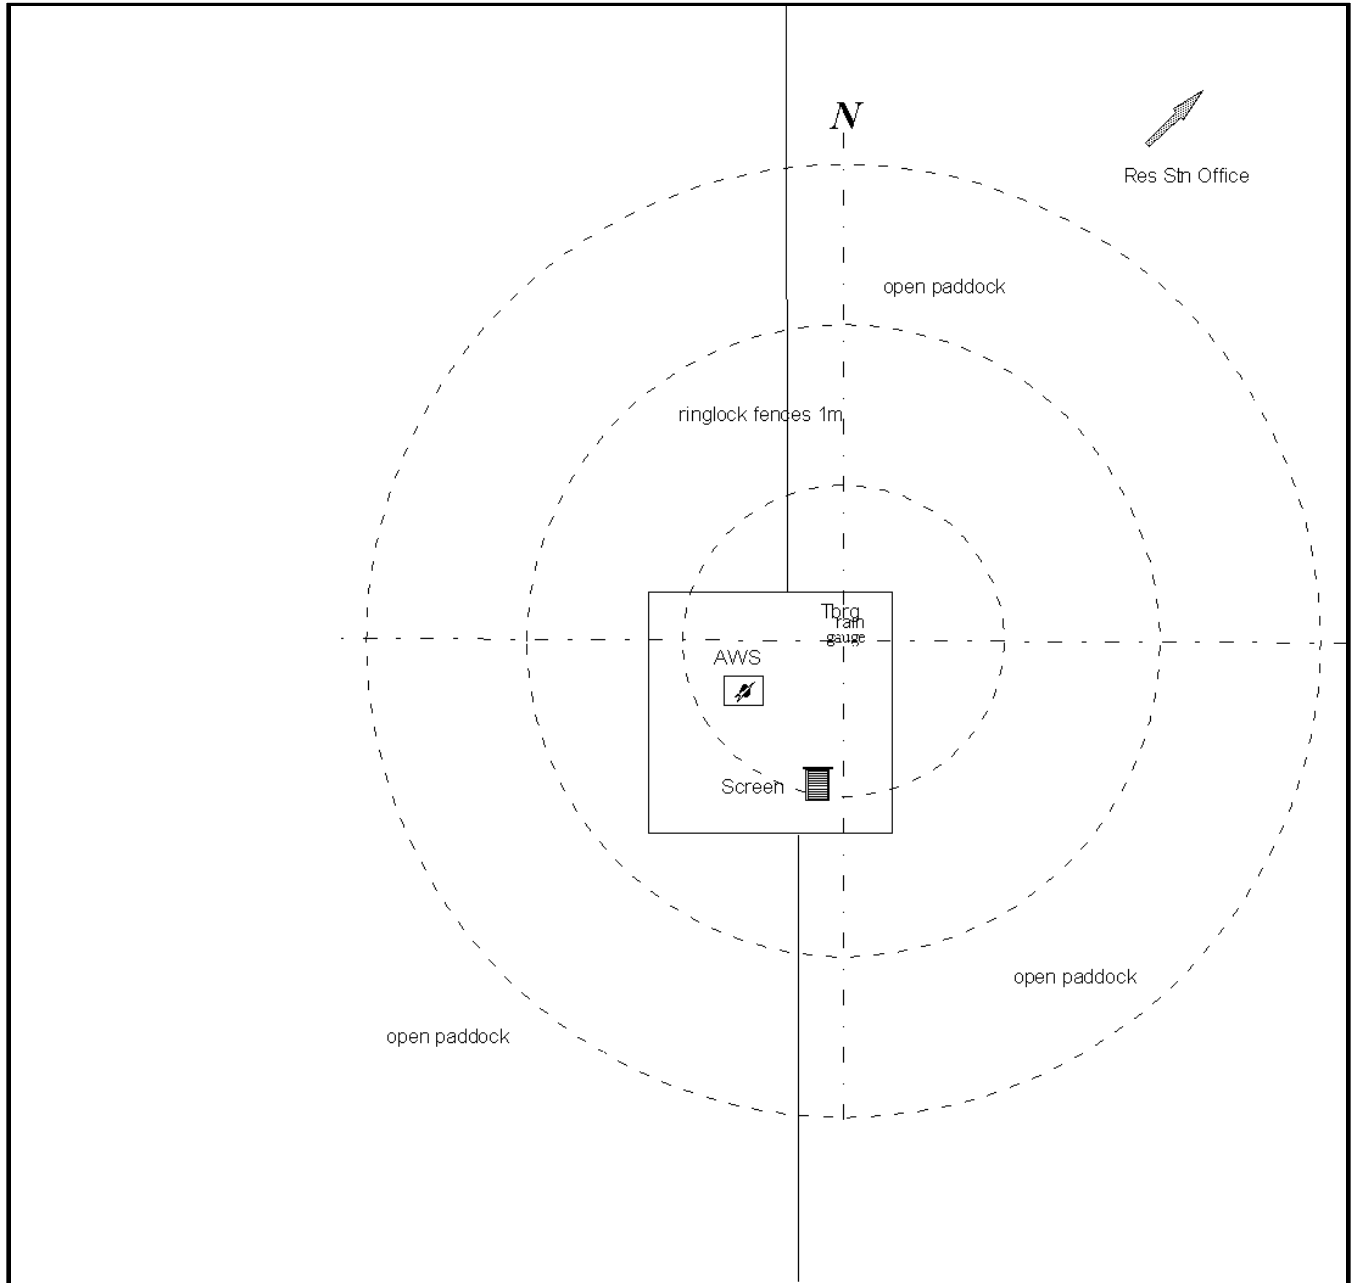 N
Res Stn Office
open paddock
ringlock fences 1m
Tbrg
rain
gauge
AWS
Screen
open paddock
open paddock